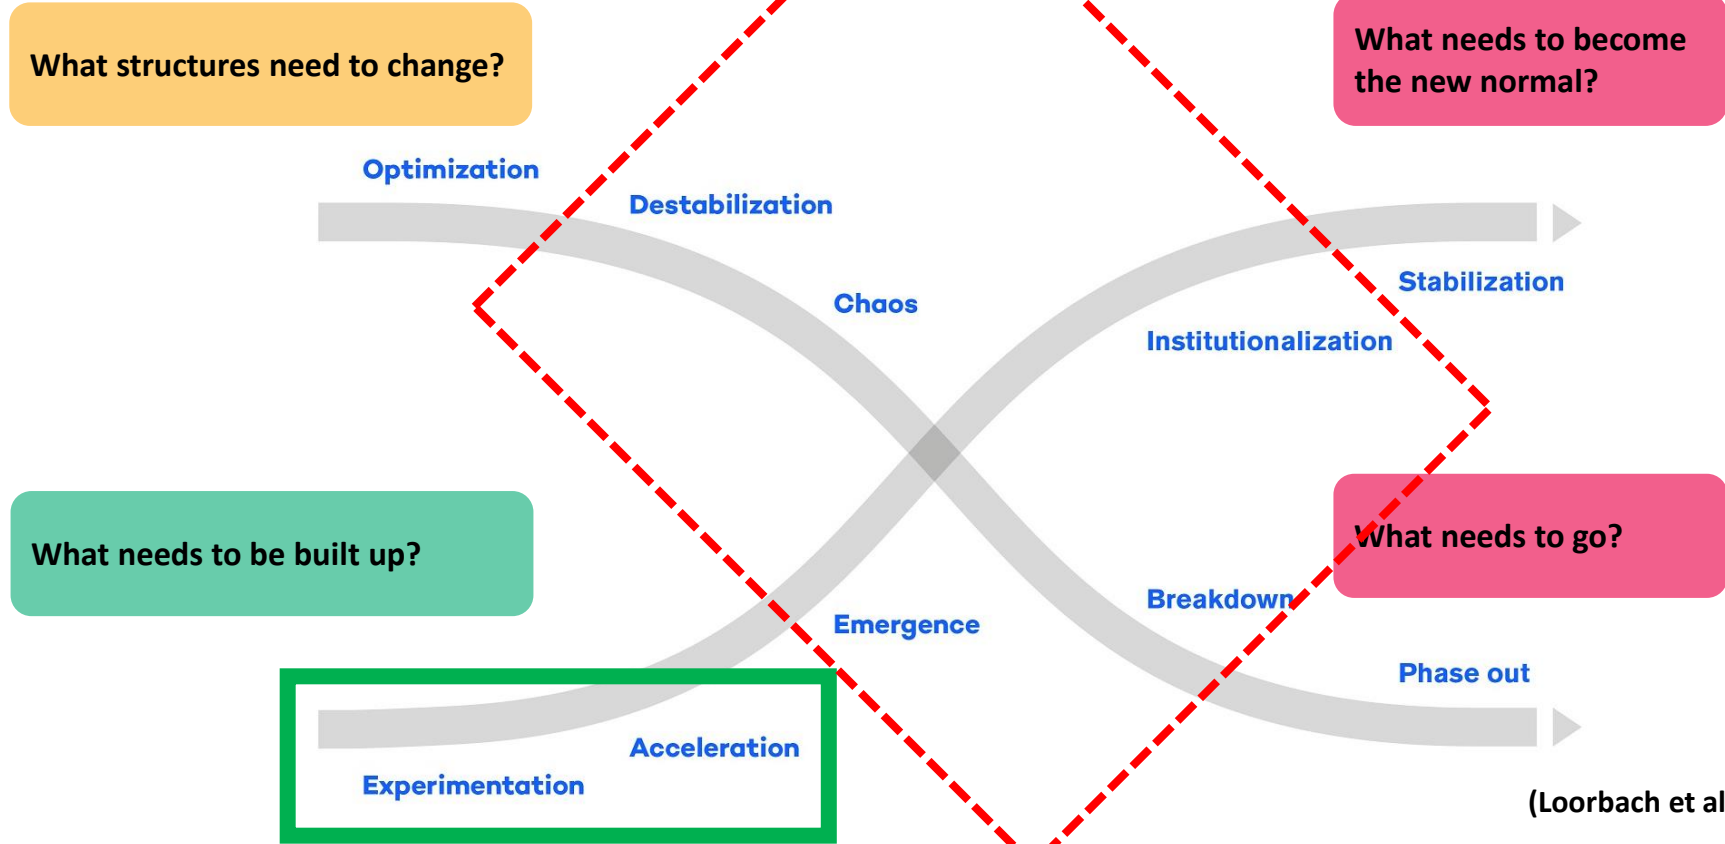 What structures need to change?
What needs to become
the new normal?
Optimization
Destabilization
Chaos
Stabilization
Institutionalization
What needs to be built up?
What needs to go?
Breakdown
Emergence
Phase out
Acceleration
Experimentation
(Loorbach et al